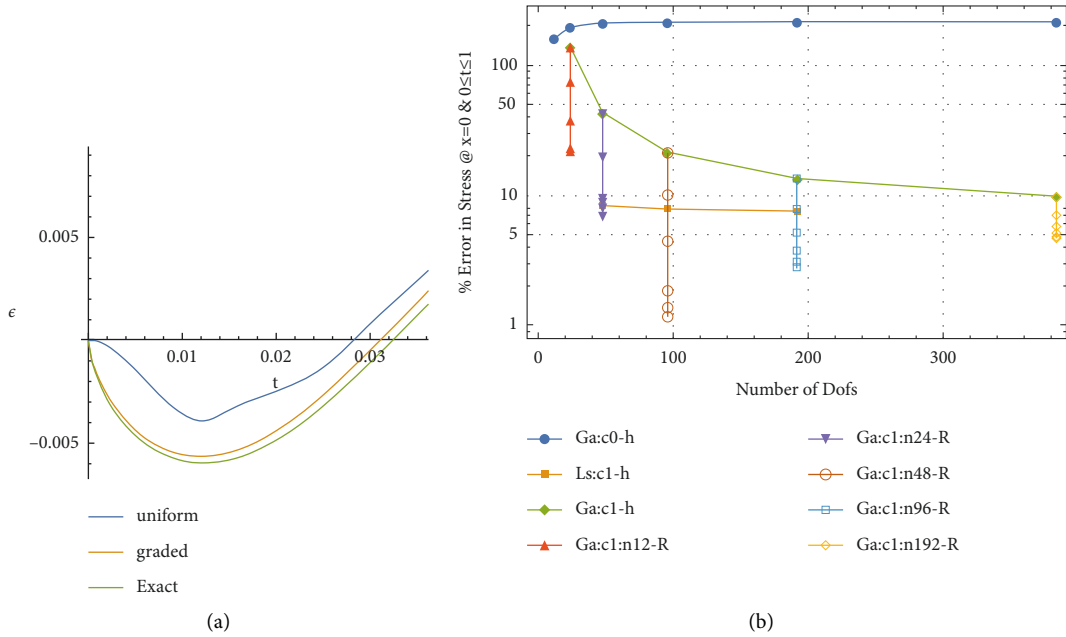 0.005
ϵ
0.01
0.02
0.03
t
−0.005
uniform
graded
Exact
(a)
% Error in Stress @ x=0 & 0≤t≤1
100
50
10
5
1
0
100
200
300
Number of Dofs
Ga:c0-h
Ls:c1-h
Ga:c1-h
Ga:c1:n12-R
Ga:c1:n24-R
Ga:c1:n48-R
Ga:c1:n96-R
Ga:c1:n192-R
(b)